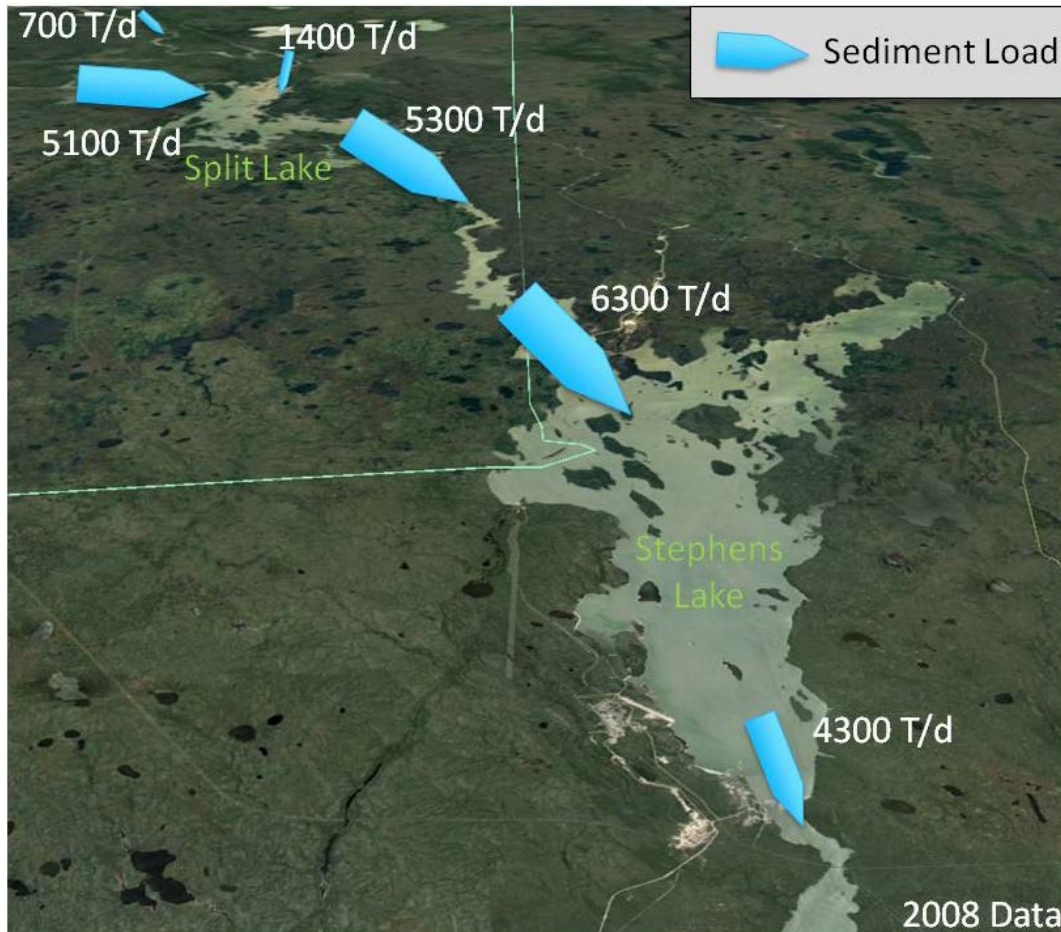 700 T/d
1400 T/d
Sediment Load
5100 T/d
5300 T/d
Split Lake
6300 T/d
Stephens
Lake
4300 T/d
2008 Data